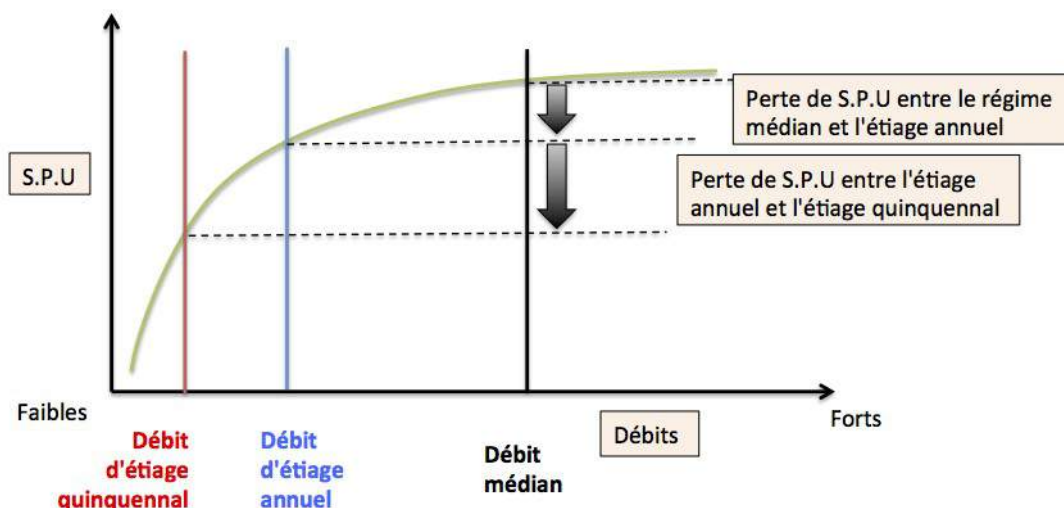 Perte de S.P.U entre le régime
médian et l'étiage annuel
S.P.U
Perte de S.P.U entre l'étiage
annuel et l'étiage quinquennal
Faibles
Forts
Débits
Débit
d'étiage
quinquennal
Débit
d'étiage
annuel
Débit
médian